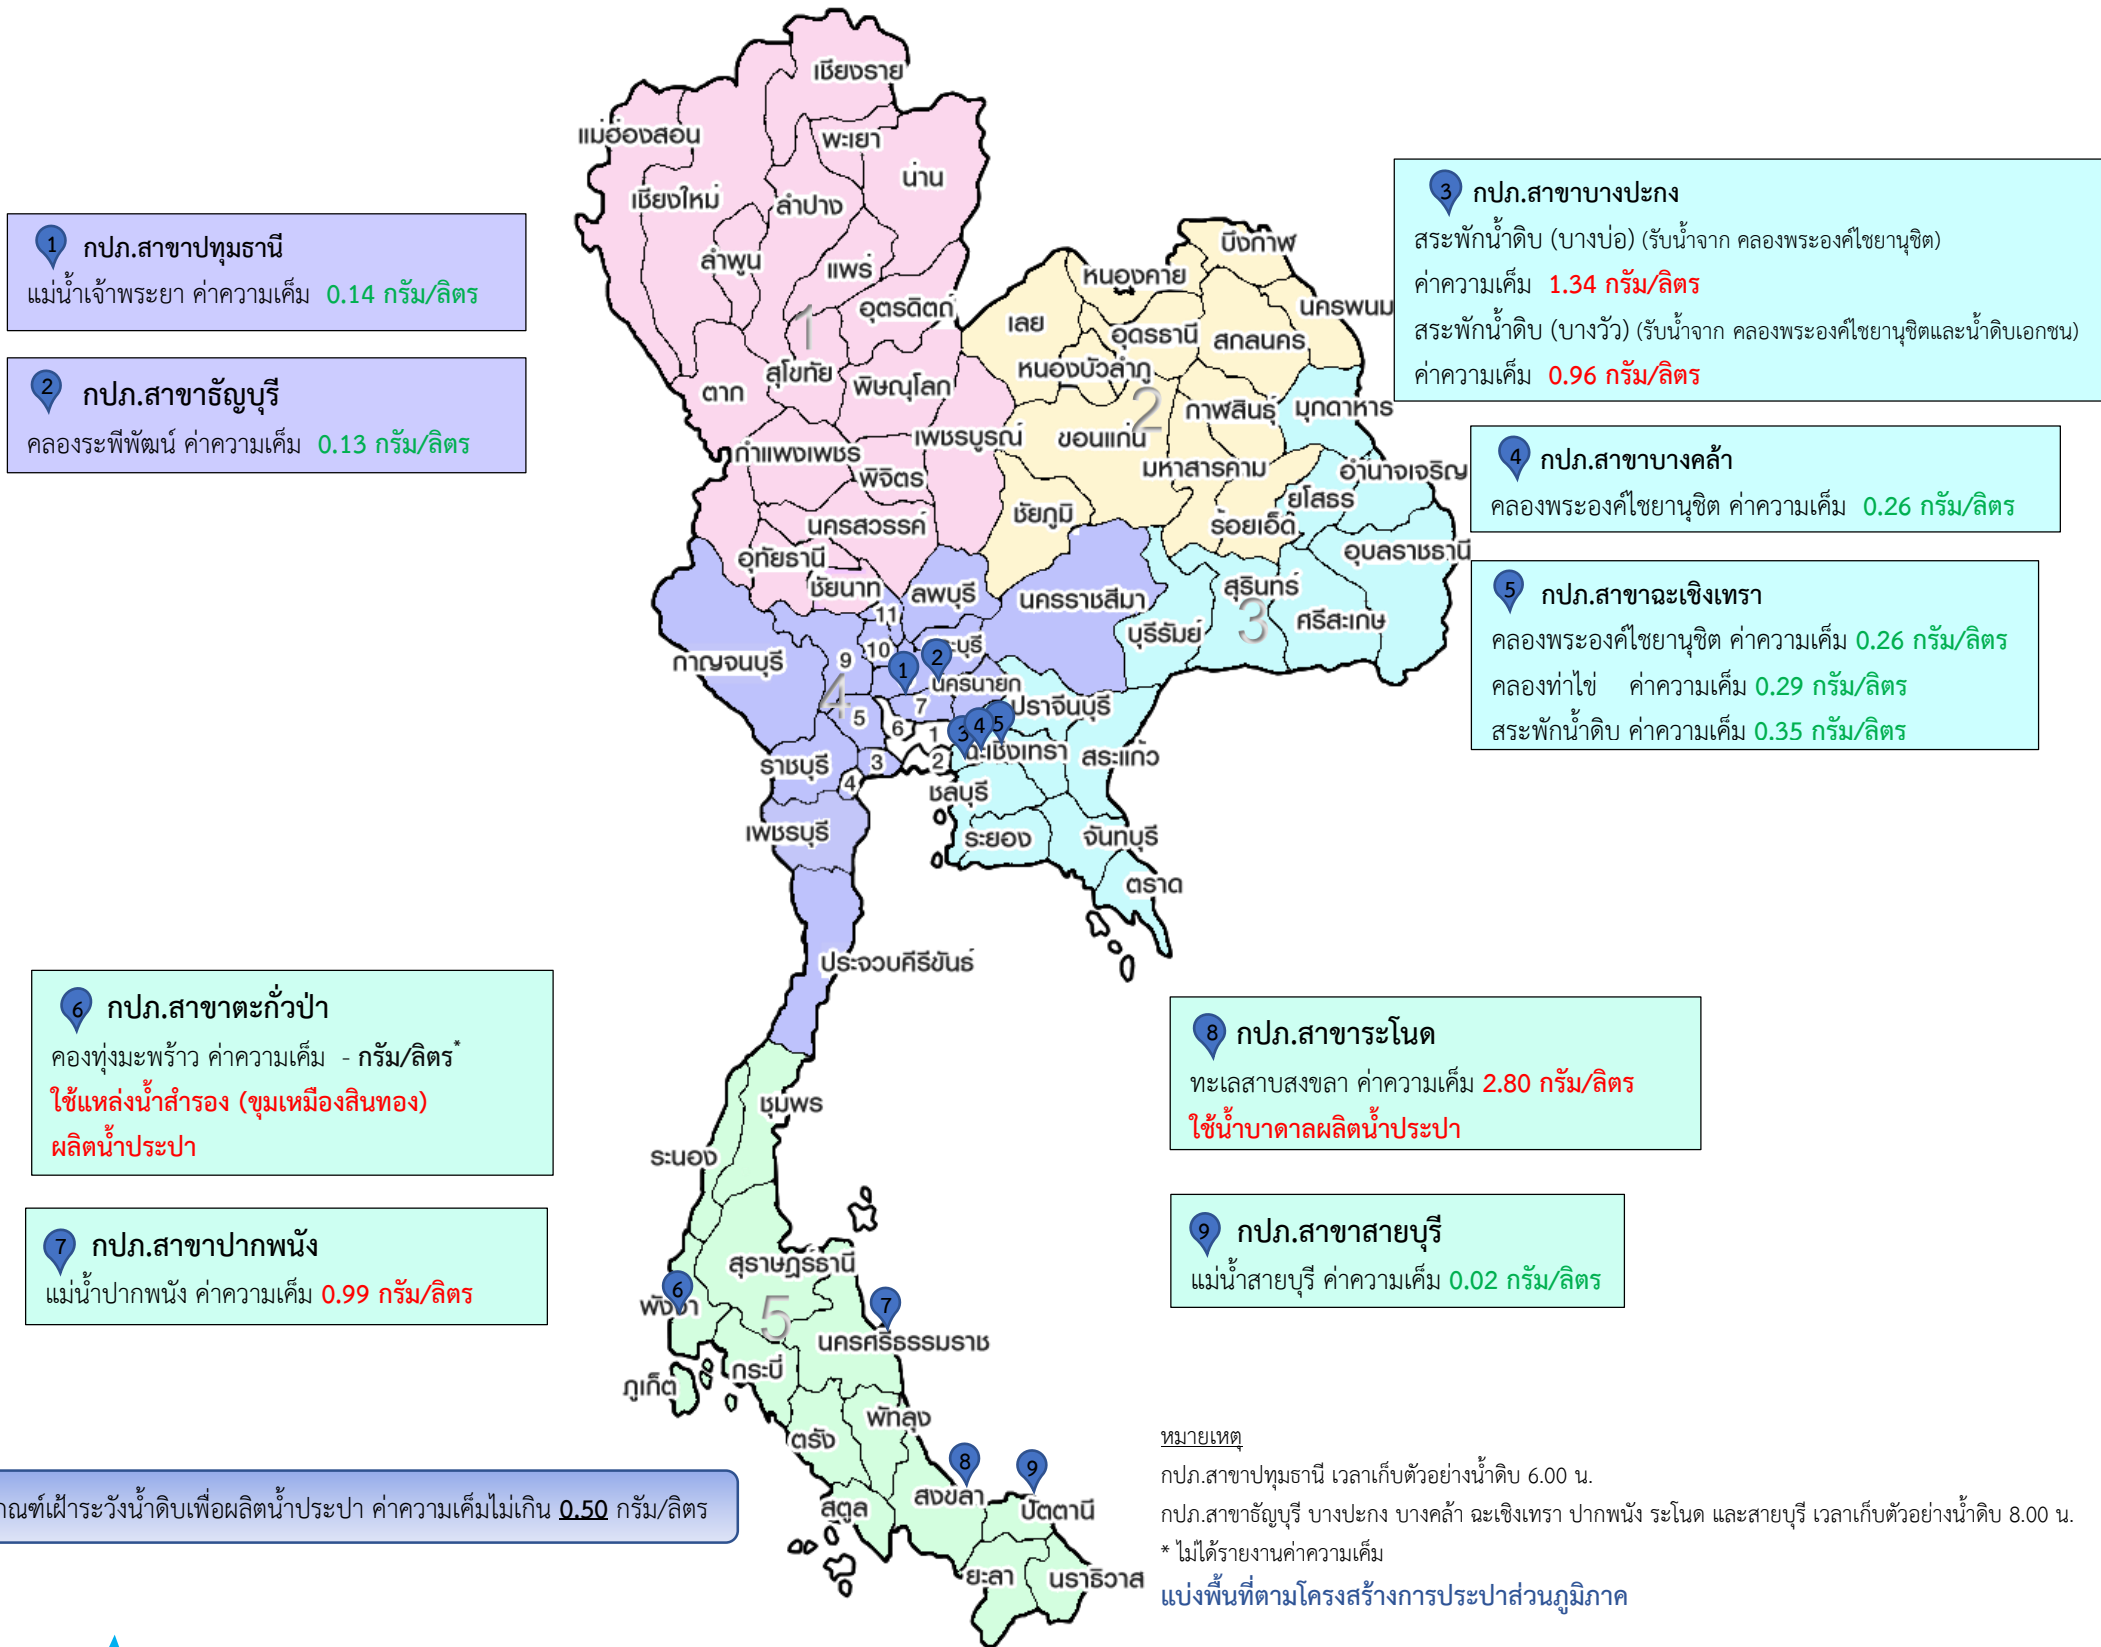 1 กปภ.สาขาปทุมธานี
แม่น้ำเจ้าพระยา ค่าความเค็ม 0.14 กรัม/ลิตร
2 กปภ.สาขาธัญบุรี
คลองระพีพัฒน์ ค่าความเค็ม 0.13 กรัม/ลิตร
3 กปภ.สาขาบางปะกง
สระพักน้ำดิบ (บางบ่อ) (รับน้ำจาก คลองพระองค์ไชยานุชิต)
ค่าความเค็ม 1.34 กรัม/ลิตร
สระพักน้ำดิบ (บางวัว) (รับน้ำจาก คลองพระองค์ไชยานุชิตและน้ำดิบเอกชน)
ค่าความเค็ม 0.96 กรัม/ลิตร
4 กปภ.สาขาบางคล้า
คลองพระองค์ไชยานุชิต ค่าความเค็ม 0.26 กรัม/ลิตร
5 กปภ.สาขาฉะเชิงเทรา
คลองพระองค์ไชยานุชิต ค่าความเค็ม 0.26 กรัม/ลิตร
คลองท่าไข่ ค่าความเค็ม 0.29 กรัม/ลิตร
สระพักน้ำดิบ ค่าความเค็ม 0.35 กรัม/ลิตร
เชียงราย
แม่ฮ่องสอน
พะเยา
น่าน
เชียงใหม่
ลำปาง
ลำพูน
แพร่
อุตรดิตถ์
1
สุโขทัย
ตาก
พิษณุโลก
เพชรบูรณ์
กำแพงเพชร
พิจิตร
นครสวรรค์
อุทัยธานี
ชัยนาท
บึงกาฬ
หนองคาย
นครพนม
เลย
อุดรธานี
สกลนคร
หนองบัวลำภู
2
กาฬสินธุ์
มุกดาหาร
ขอนแก่น
มหาสารคาม
อำนาจเจริญ
ยโสธร
ชัยภูมิ
ร้อยเอ็ด
อุบลราชธานี
สุรินทร์
3
ศรีสะเกษ
บุรีรัมย์
นครราชสีมา
ลพบุรี
11
10
ะบุรี
9
1
2
กาญจนบุรี
4
นครนายก
7
ปราจีนบุรี
5
6
1
3
4
5
ฉะเชิงเทรา
สระแก้ว
2
3
4
ราชบุรี
ชลบุรี
เพชรบุรี
ระยอง
จันทบุรี
ตราด
ประจวบคีรีขันธ์
6 กปภ.สาขาตะกั่วป่า
คองทุ่งมะพร้าว ค่าความเค็ม - กรัม/ลิตร*
ใช้แหล่งน้ำสำรอง (ขุมเหมืองสินทอง)
ผลิตน้ำประปา
7 กปภ.สาขาปากพนัง
แม่น้ำปากพนัง ค่าความเค็ม 0.99 กรัม/ลิตร
8 กปภ.สาขาระโนด
ทะเลสาบสงขลา ค่าความเค็ม 2.80 กรัม/ลิตร
ใช้น้ำบาดาลผลิตน้ำประปา
9 กปภ.สาขาสายบุรี
แม่น้ำสายบุรี ค่าความเค็ม 0.02 กรัม/ลิตร
ชุมพร
ระนอง
สุราษฎร์ธานี
6
พังงา
5
7
นครศรีธรรมราช
กระบี่
ภูเก็ต
พัทลุง
ตรัง
8
9
สงขลา
ปัตตานี
สตูล
ยะลา
นราธิวาส
ณฑ์เฝ้าระวังน้ำดิบเพื่อผลิตน้ำประปา ค่าความเค็มไม่เกิน 0.50 กรัม/ลิตร
หมายเหตุ
กปภ.สาขาปทุมธานี เวลาเก็บตัวอย่างน้ำดิบ 6.00 น.
กปภ.สาขาธัญบุรี บางปะกง บางคล้า ฉะเชิงเทรา ปากพนัง ระโนด และสายบุรี เวลาเก็บตัวอย่างน้ำดิบ 8.00 น.
* ไม่ได้รายงานค่าความเค็ม
แบ่งพื้นที่ตามโครงสร้างการประปาส่วนภูมิภาค